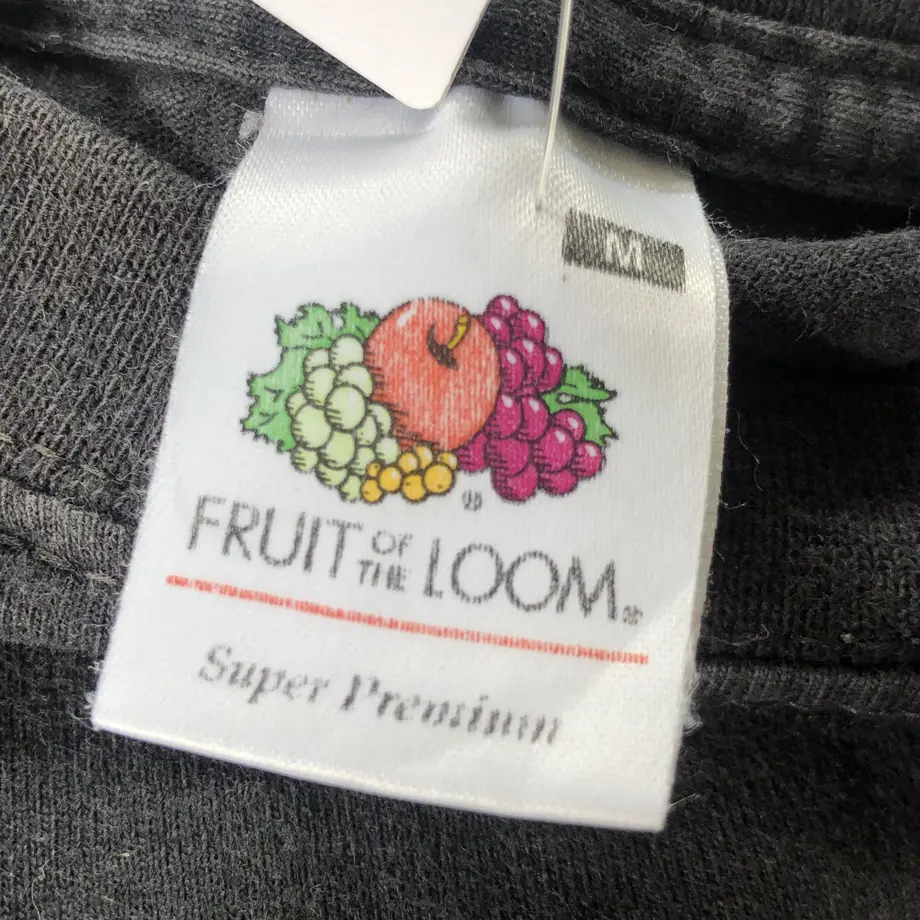 M
®
FRUIT OF THE LOOM®
Super Premium